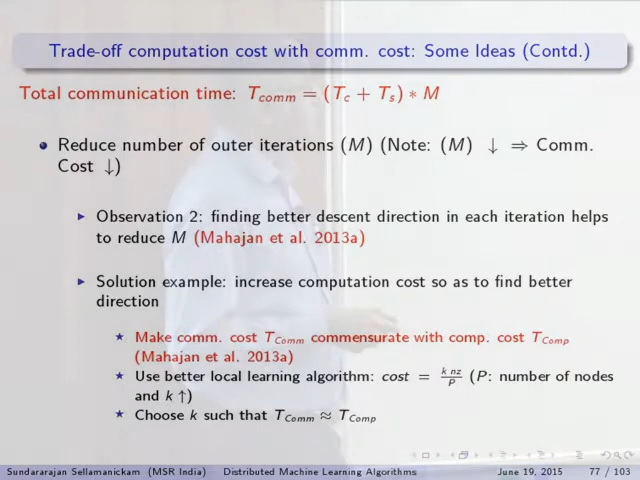 Trade-off computation cost with comm. cost: Some Ideas (Contd.)
Total communication time: T_comm = (T_c + T_s) * M
• Reduce number of outer iterations (M) (Note: (M) ↓ ⇒ Comm.
Cost ↓)
▶ Observation 2: finding better descent direction in each iteration helps
to reduce M (Mahajan et al. 2013a)
▶ Solution example: increase computation cost so as to find better
direction
★ Make comm. cost T_Comm commensurate with comp. cost T_Comp
(Mahajan et al. 2013a)
★ Use better local learning algorithm: cost = k nz / P (P: number of nodes
and k ↑)
★ Choose k such that T_Comm ≈ T_Comp
Sundararajan Sellamanickam (MSR India) Distributed Machine Learning Algorithms June 19, 2015 77 / 103